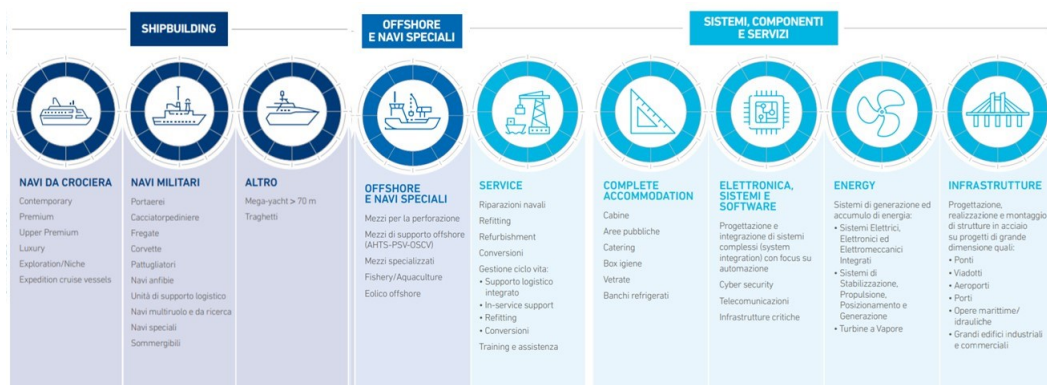 SHIPBUILDING
OFFSHORE
E NAVI SPECIALI
SISTEMI, COMPONENTI
E SERVIZI
NAVI DA CROCIERA
Contemporary
Premium
Upper Premium
Luxury
Exploration/Niche
Expedition cruise vessels
NAVI MILITARI
Portaerei
Cacciatorpediniere
Fregate
Corvette
Pattugliatori
Navi anfibie
Unità di supporto logistico
Navi multiruolo e da ricerca
Navi speciali
Sommergibili
ALTRO
Mega-yacht > 70 m
Traghetti
OFFSHORE
E NAVI SPECIALI
Mezzi per la perforazione
Mezzi di supporto offshore
(AHTS-PSV-OSCV)
Mezzi specializzati
Fishery/Aquaculture
Eolico offshore
SERVICE
Riparazioni navali
Refitting
Refurbishment
Conversioni
Gestione ciclo vita:
• Supporto logistico
integrato
• In-service support
• Refitting
• Conversioni
Training e assistenza
COMPLETE
ACCOMMODATION
Cabine
Aree pubbliche
Catering
Box igiene
Vetrate
Banchi refrigerati
ELETTRONICA,
SISTEMI E
SOFTWARE
Progettazione e
integrazione di sistemi
complessi (system
integration) con focus su
automazione
Cyber security
Telecomunicazioni
Infrastrutture critiche
ENERGY
Sistemi di generazione ed
accumulo di energia:
• Sistemi Elettrici,
Elettronici ed
Elettromeccanici
Integrati
• Sistemi di
Stabilizzazione,
Propulsione,
Posizionamento e
Generazione
• Turbine a Vapore
INFRASTRUTTURE
Progettazione,
realizzazione e montaggio
di strutture in acciaio
su progetti di grande
dimensione quali:
• Ponti
• Viadotti
• Aeroporti
• Porti
• Opere marittime/
idrauliche
• Grandi edifici industriali
e commerciali